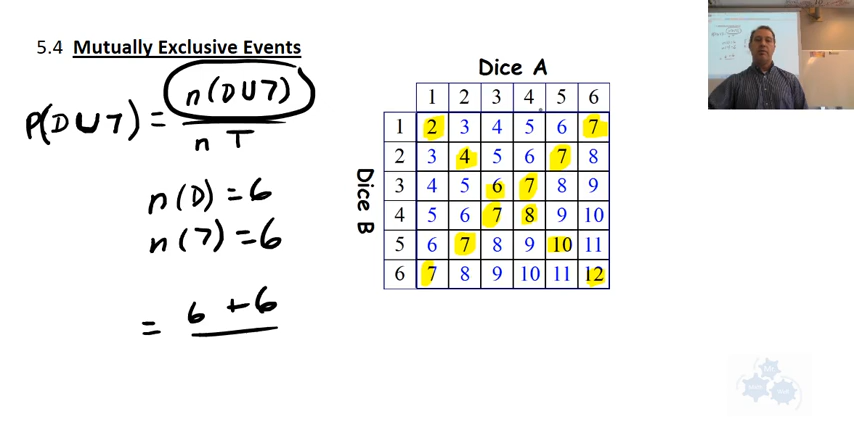 5.4 Mutually Exclusive Events
P(D∪7) = n(D∪7)
n T
n(D) = 6
n(7) = 6
= 6 + 6
Dice A
1 2 3 4 5 6
Dice B
1 2 3 4 5 6 7
2 3 4 5 6 7 8
3 4 5 6 7 8 9
4 5 6 7 8 9 10
5 6 7 8 9 10 11
6 7 8 9 10 11 12